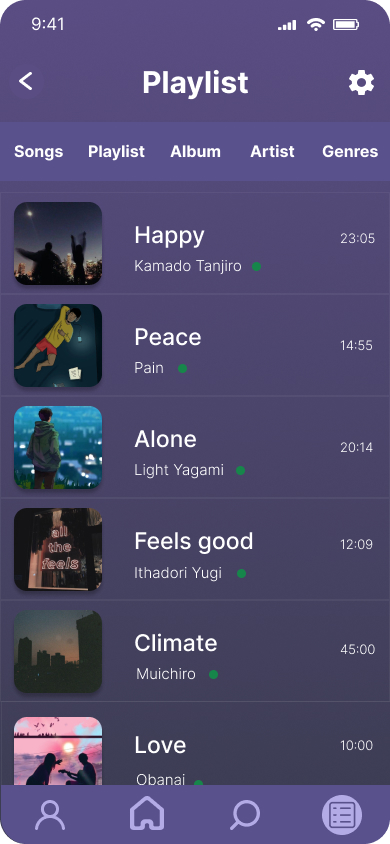 9:41
Playlist
Songs Playlist Album Artist Genres
Happy
23:05
Kamado Tanjiro
Peace
14:55
Pain
Alone
20:14
Light Yagami
all
the
feels
Feels good
12:09
Ithadori Yugi
Climate
45:00
Muichiro
Love
10:00
Obanai